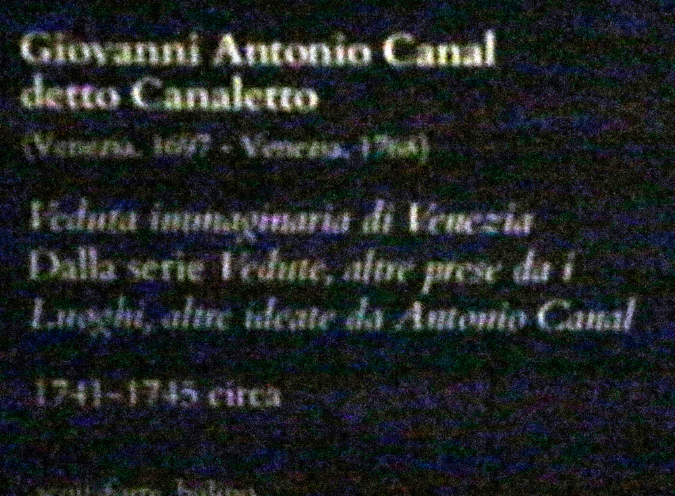 Giovanni Antonio Canal
detto Canaletto
(Venezia, 1697 - Venezia, 1768)
Veduta immaginaria di Venezia
Dalla serie Vedute, altre prese da i
Luoghi, altre ideate da Antonio Canal
1741-1745 circa